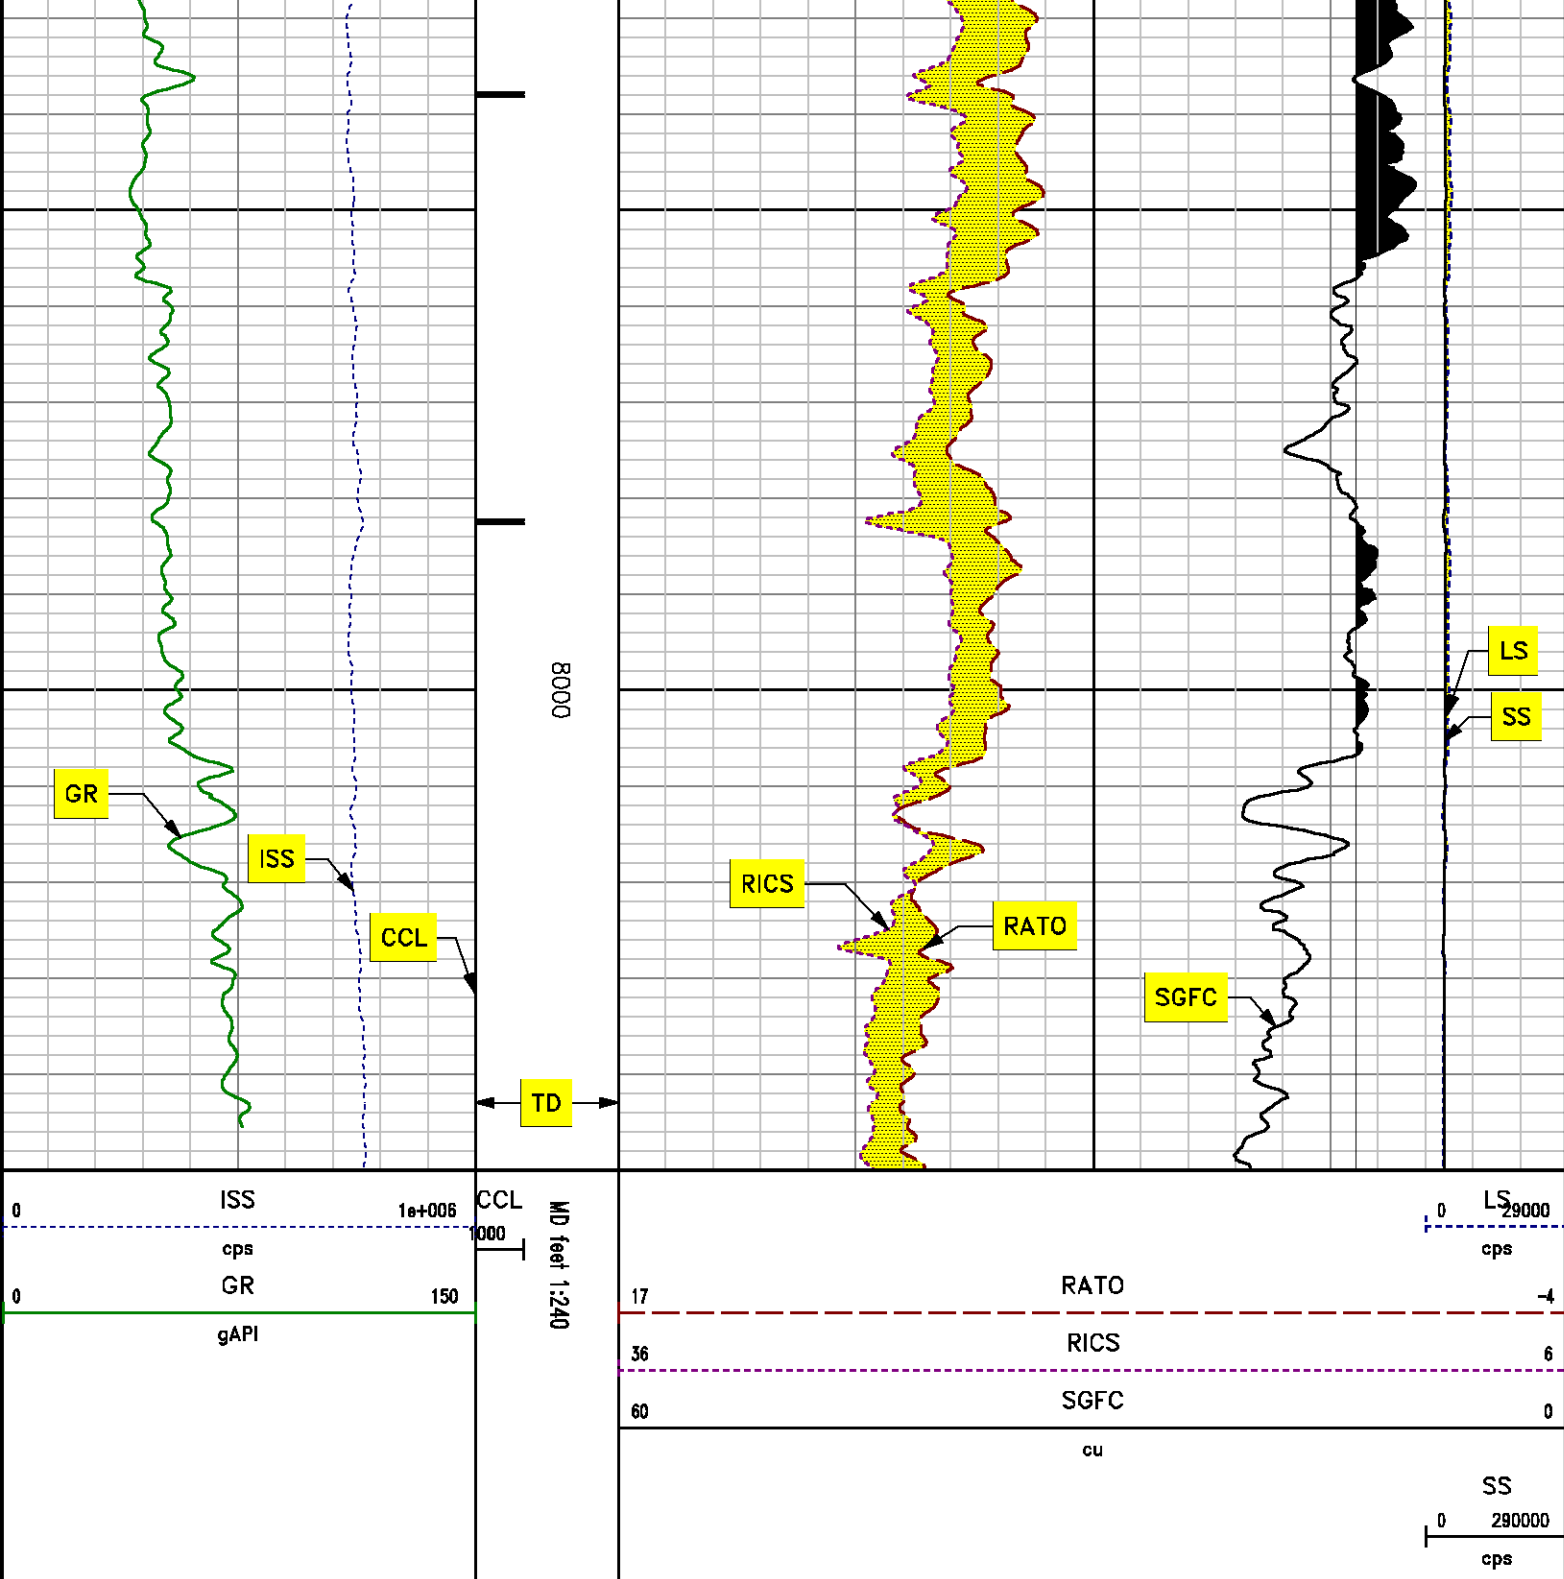 LS
8000
SS
GR
ISS
RICS
CCL
RATO
SGFC
TD
ISS
0 1e+006
cps
CCL
1000
MD feet 1:240
LS
0 29000
cps
GR
0 150
gAPI
RATO
17 -4
RICS
36 6
SGFC
60 0
cu
SS
0 290000
cps